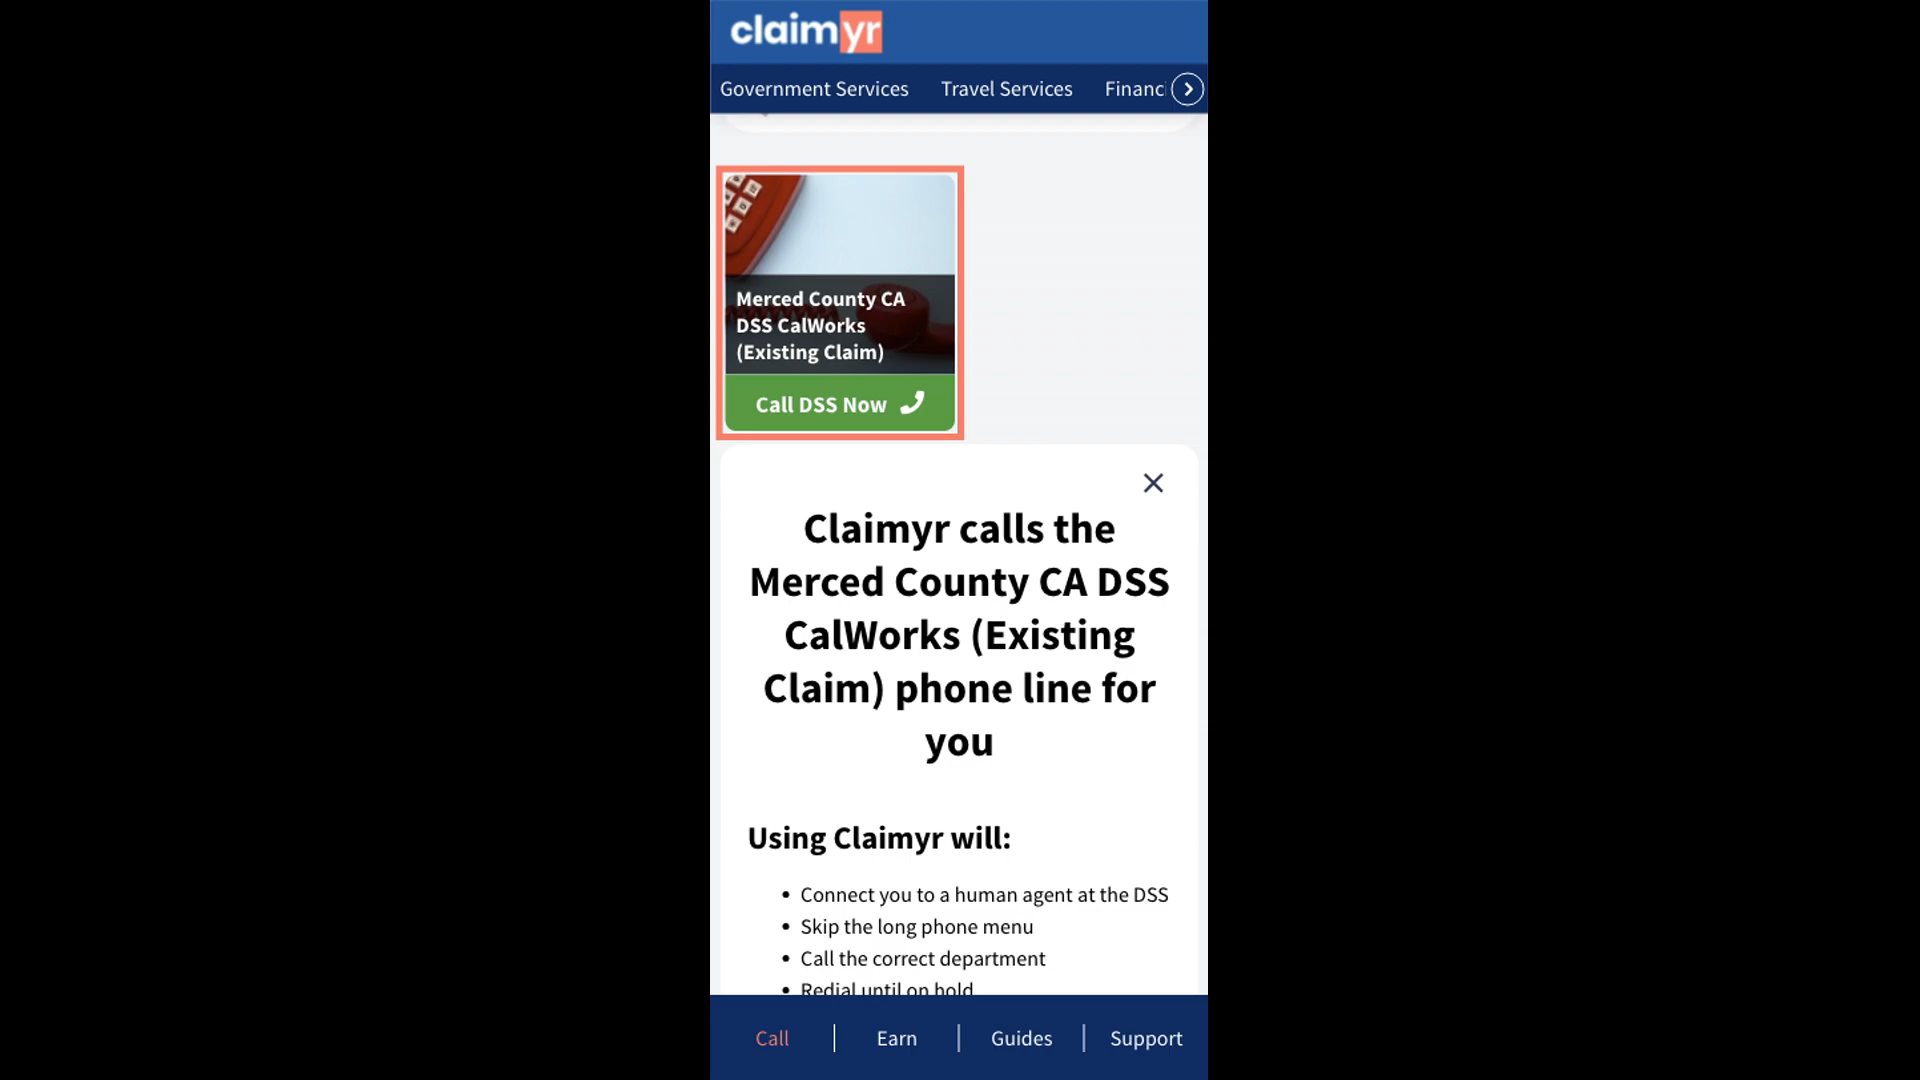 claimyr
Government Services
Travel Services
Financ
Merced County CA
DSS CalWorks
(Existing Claim)
Call DSS Now
Claimyr calls the
Merced County CA DSS
CalWorks (Existing
Claim) phone line for
you
Using Claimyr will:
• Connect you to a human agent at the DSS
• Skip the long phone menu
• Call the correct department
• Redial until on hold
Call
Earn
Guides
Support